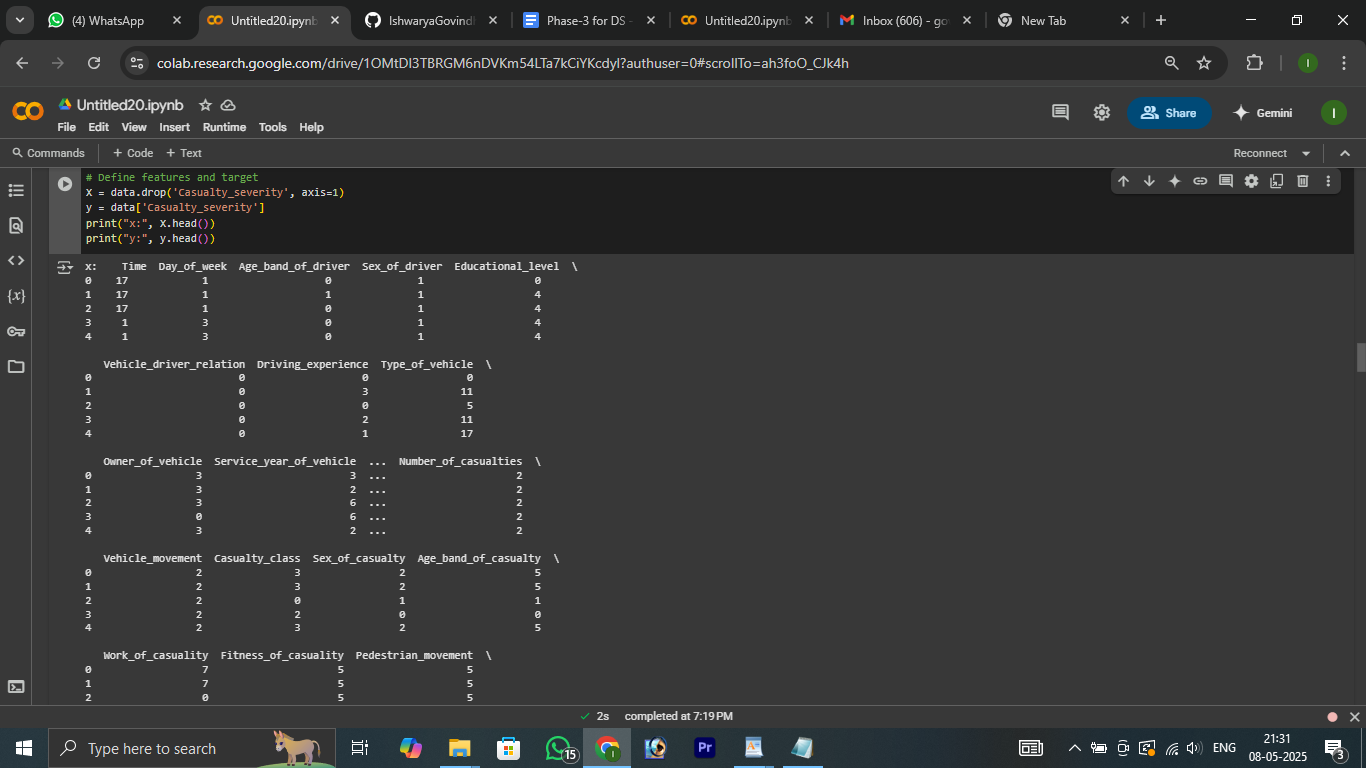 (4) WhatsApp
Untitled20.ipynb
IshwaryaGovindh
Phase-3 for DS -
Untitled20.ipynb
Inbox (606) - go
New Tab
colab.research.google.com/drive/1OMtDl3TBRGM6nDVKm54LTa7kCiYKcdyl?authuser=0#scrollTo=ah3foO_CJk4h
I
CO Untitled20.ipynb
File Edit View Insert Runtime Tools Help
Share
Gemini
I
Commands + Code + Text
Reconnect
# Define features and target
X = data.drop('Casualty_severity', axis=1)
y = data['Casualty_severity']
print("x:", X.head())
print("y:", y.head())
x: Time Day_of_week Age_band_of_driver Sex_of_driver Educational_level \
0 17 1 0 1 0
1 17 1 1 1 4
2 17 1 0 1 4
3 1 3 0 1 4
4 1 3 0 1 4
Vehicle_driver_relation Driving_experience Type_of_vehicle \
0 0 0 0
1 0 3 11
2 0 0 5
3 0 2 11
4 0 1 17
Owner_of_vehicle Service_year_of_vehicle ... Number_of_casualties \
0 3 3 ... 2
1 3 2 ... 2
2 3 6 ... 2
3 0 6 ... 2
4 3 2 ... 2
Vehicle_movement Casualty_class Sex_of_casualty Age_band_of_casualty \
0 2 3 2 5
1 2 3 2 5
2 2 0 1 1
3 2 2 0 0
4 2 3 2 5
Work_of_casuality Fitness_of_casuality Pedestrian_movement \
0 7 5 5
1 7 5 5
2 0 5 5
2s completed at 7:19 PM
Type here to search
15
Pr
ENG
21:31
08-05-2025
3